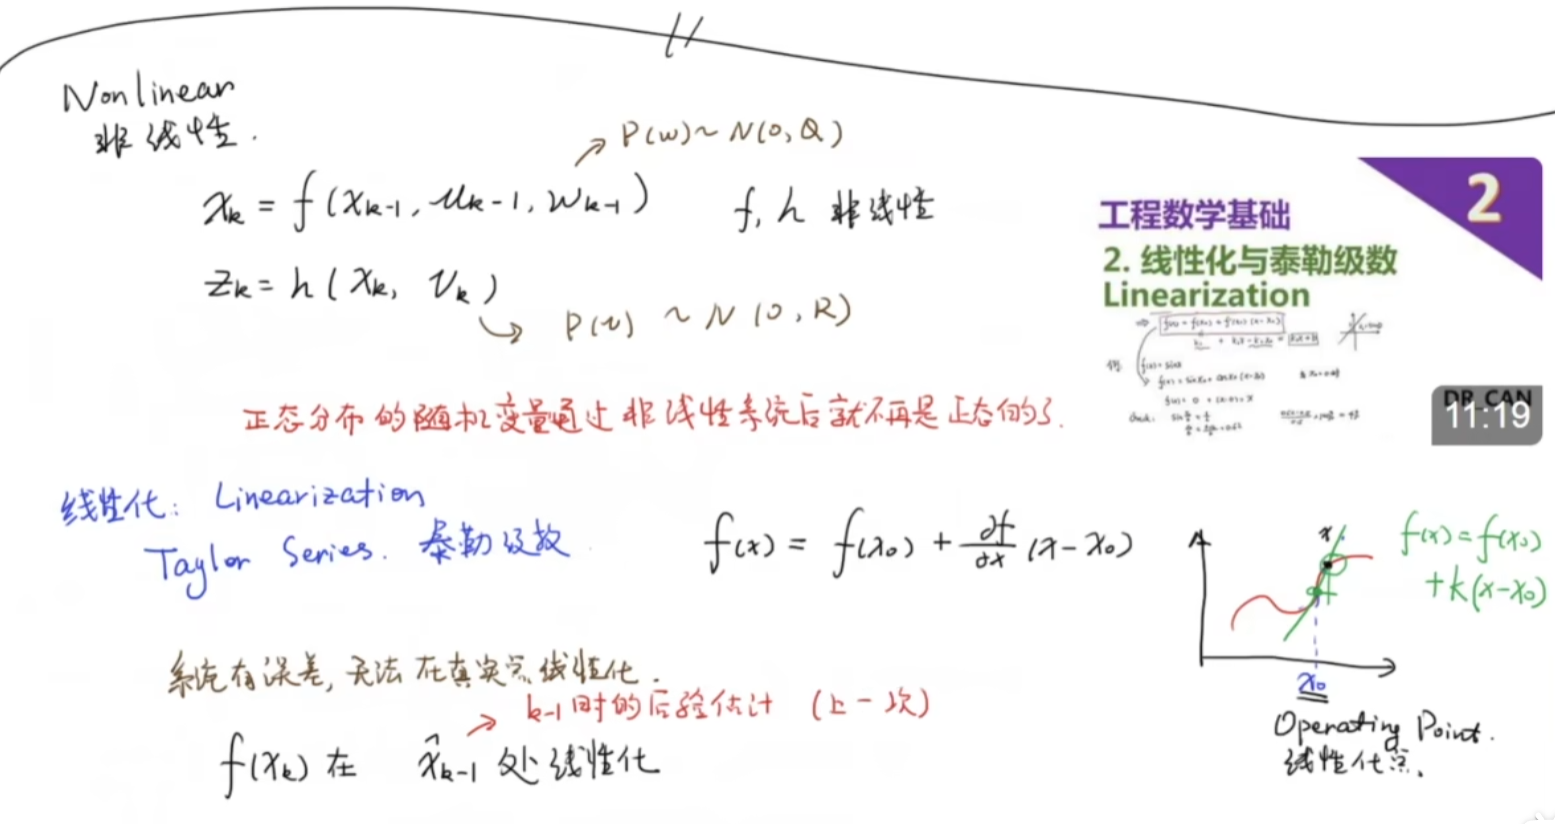 Nonlinear
非线性.
P(w)~N(0,Q)
x_k = f(x_{k-1}, u_{k-1}, w_{k-1})
f, h 非线性
z_k = h(x_k, v_k)
P(v) ~ N(0,R)
正态分布的随机变量通过非线性系统后就不再是正态的了.
2
工程数学基础
2. 线性化与泰勒级数
Linearization
DR_CAN
11:19
线性化: Linearization
Taylor Series. 泰勒级数
f(x) = f(x_0) + ∂f/∂x (x-x_0)
x
f(x)=f(x_0)
+k(x-x_0)
x_0
Operating Point.
线性化点.
系统有误差, 无法在真实点线性化.
k-1时的后验估计 (上一次)
f(x_k) 在 x̂_{k-1} 处线性化